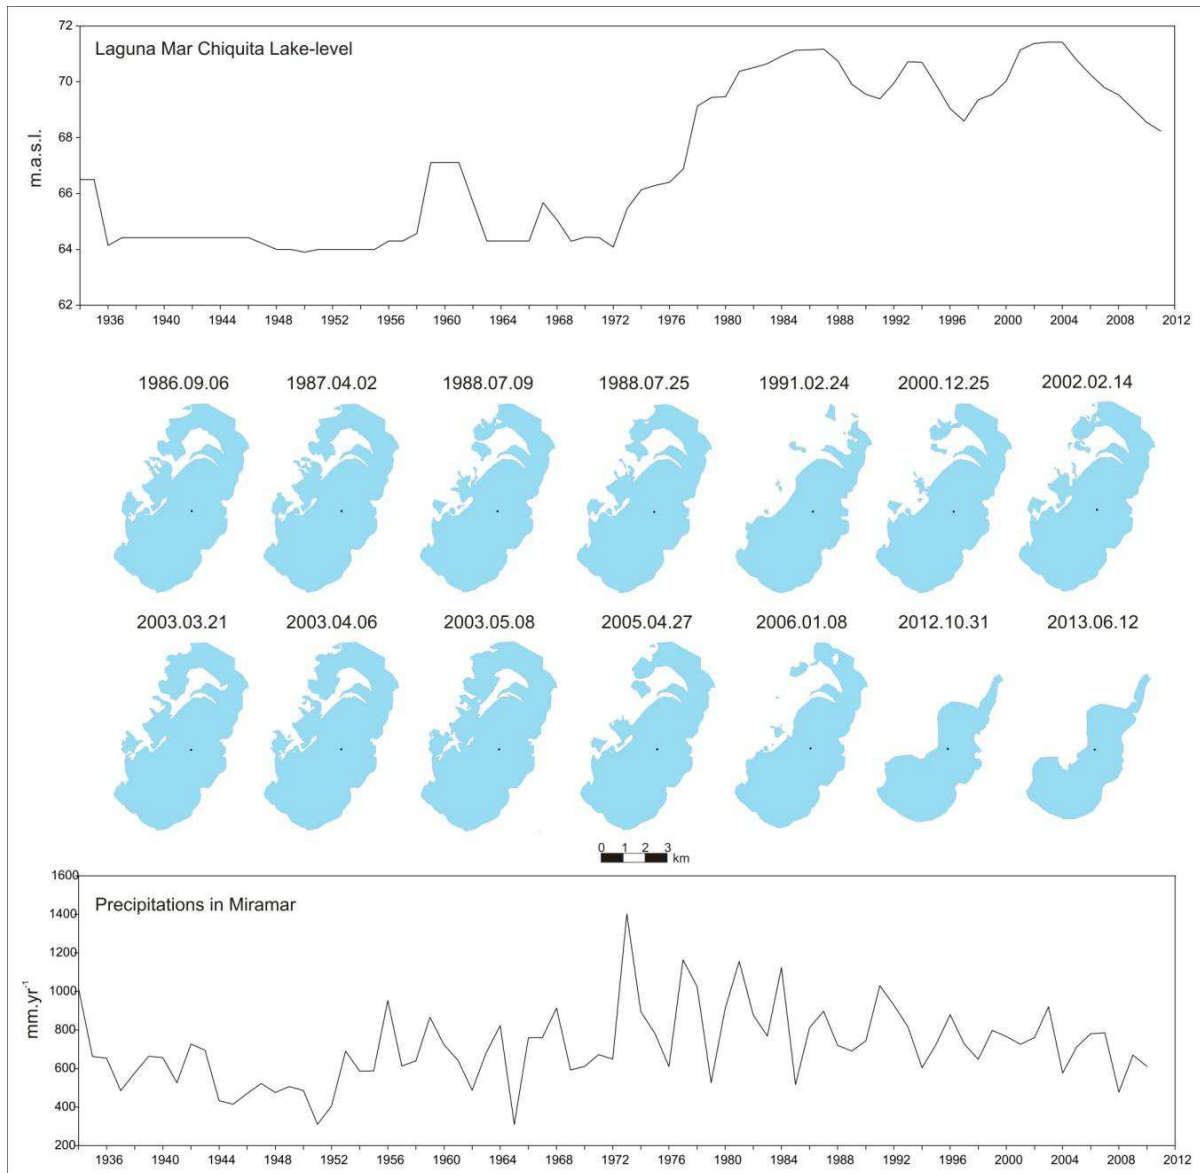 Laguna Mar Chiquita Lake-level
m.a.s.l.
72
70
68
66
64
62
1936 1940 1944 1948 1952 1956 1960 1964 1968 1972 1976 1980 1984 1988 1992 1996 2000 2004 2008 2012
1986.09.06 1987.04.02 1988.07.09 1988.07.25 1991.02.24 2000.12.25 2002.02.14
2003.03.21 2003.04.06 2003.05.08 2005.04.27 2006.01.08 2012.10.31 2013.06.12
0 1 2 3
km
Precipitations in Miramar
mm.yr⁻¹
1600
1400
1200
1000
800
600
400
200
1936 1940 1944 1948 1952 1956 1960 1964 1968 1972 1976 1980 1984 1988 1992 1996 2000 2004 2008 2012